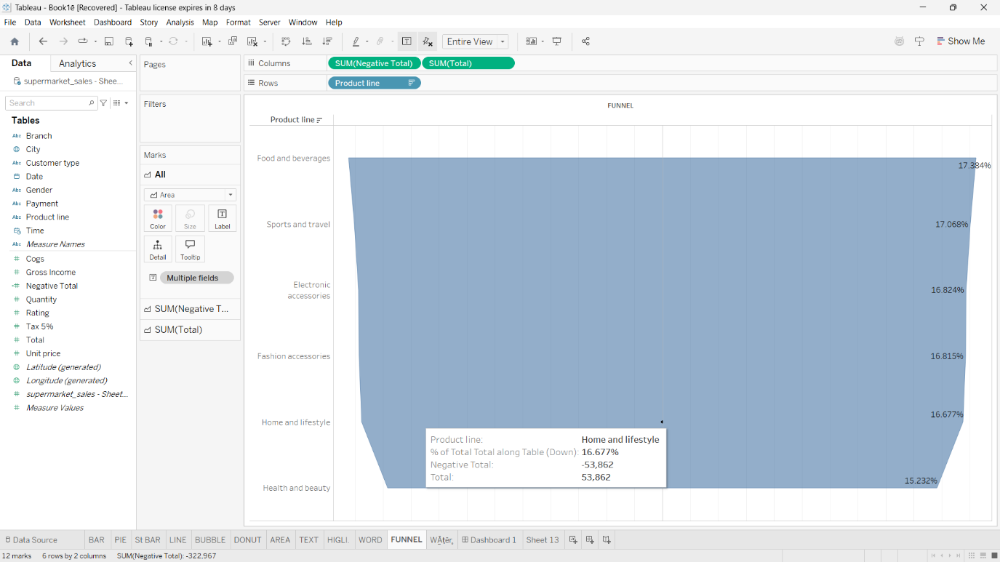 Tableau - Book1ē [Recovered] - Tableau license expires in 8 days
File Data Worksheet Dashboard Story Analysis Map Format Server Window Help
Entire View
Show Me
Data Analytics
supermarket_sales - Shee...
Search
Tables
Abc Branch
City
Abc Customer type
Date
Abc Gender
Abc Payment
Abc Product line
Time
Abc Measure Names
Cogs
Gross Income
Negative Total
Quantity
Rating
Tax 5%
Total
Unit price
Latitude (generated)
Longitude (generated)
supermarket_sales - Sheet...
Measure Values
Pages
Filters
Marks
All
Area
Color Size Label
Detail Tooltip
Multiple fields
SUM(Negative T...
SUM(Total)
Columns SUM(Negative Total) SUM(Total)
Rows Product line
FUNNEL
Product line
Food and beverages 17.384%
Sports and travel 17.068%
Electronic
accessories 16.824%
Fashion accessories 16.815%
Home and lifestyle 16.677%
Health and beauty 15.232%
Product line: Home and lifestyle
% of Total Total along Table (Down): 16.677%
Negative Total: -53,862
Total: 53,862
Data Source BAR PIE St BAR LINE BUBBLE DONUT AREA TEXT HIGLI. WORD FUNNEL Dashboard 1 Sheet 13
12 marks 6 rows by 2 columns SUM(Negative Total): -322,967